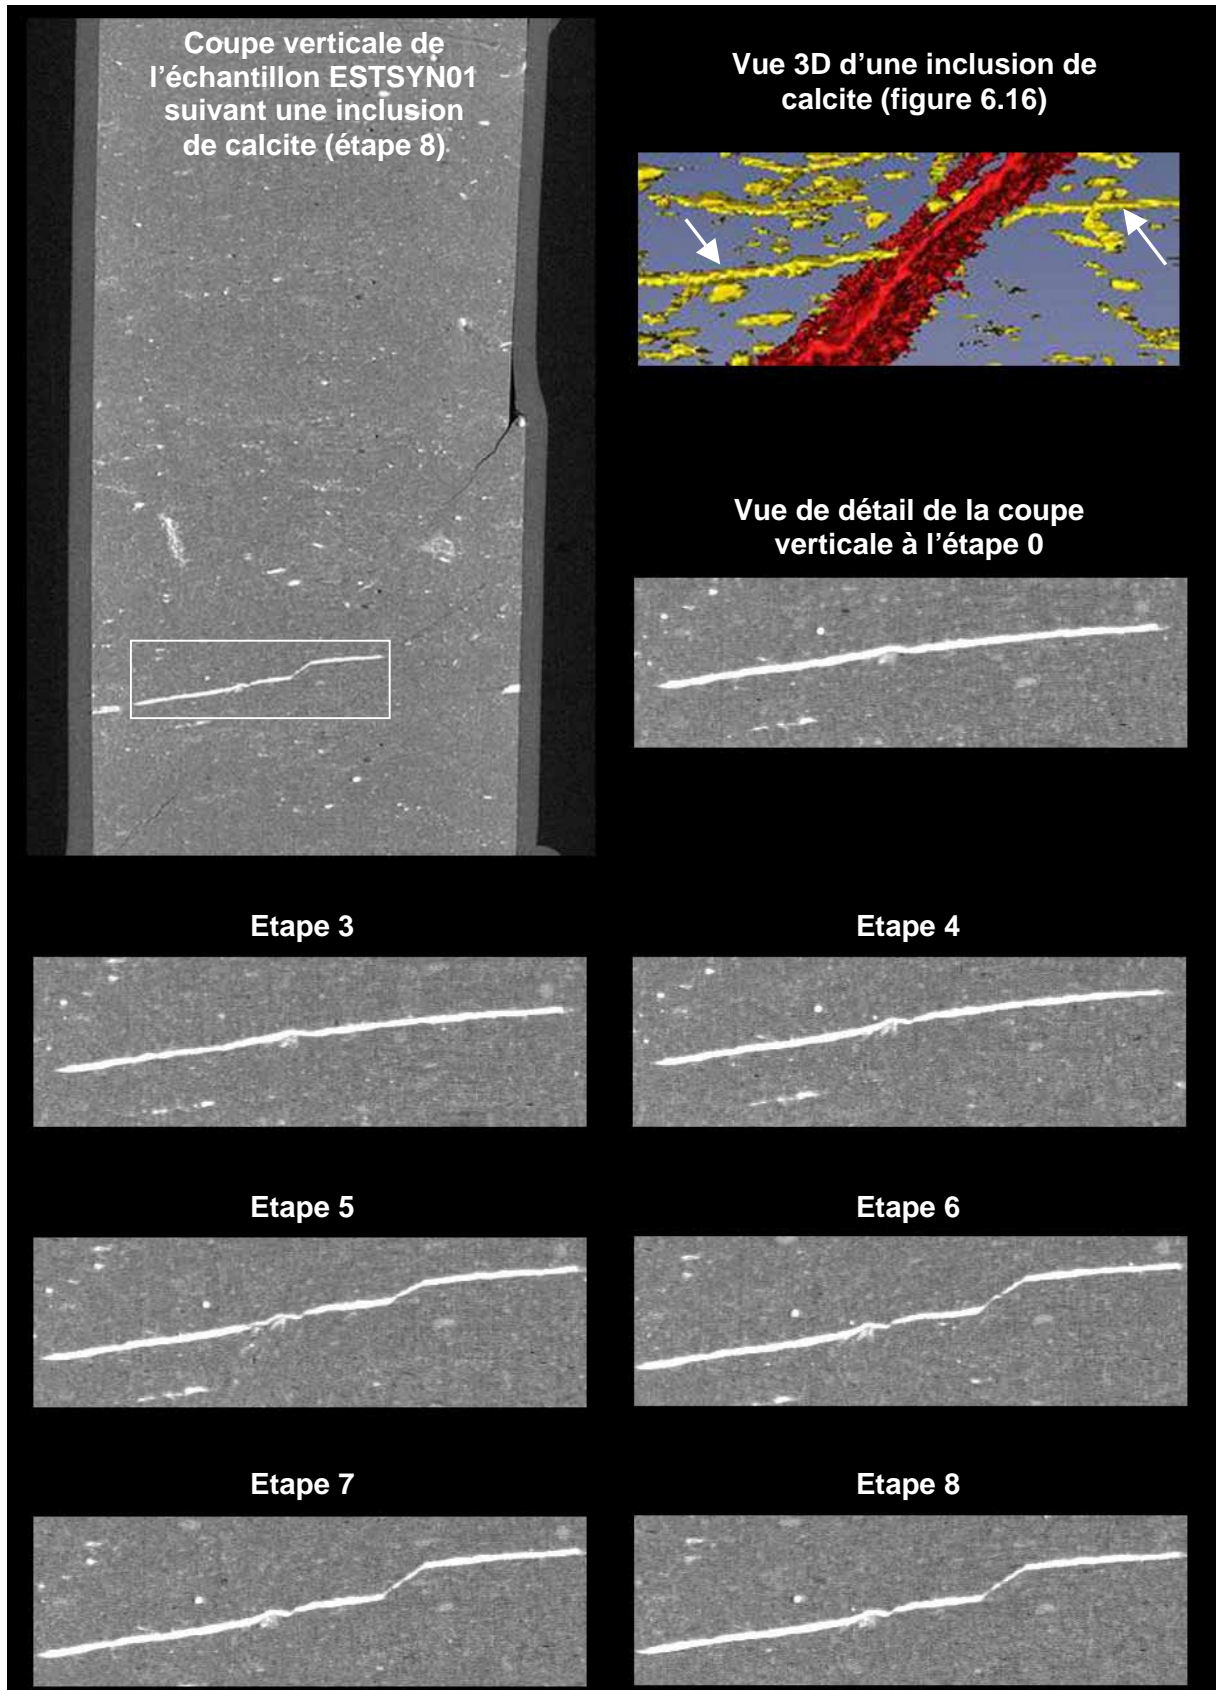 Coupe verticale de
l'échantillon ESTSYN01
suivant une inclusion
de calcite (étape 8)
Vue 3D d'une inclusion de
calcite (figure 6.16)
Vue de détail de la coupe
verticale à l'étape 0
Etape 3
Etape 4
Etape 5
Etape 6
Etape 7
Etape 8